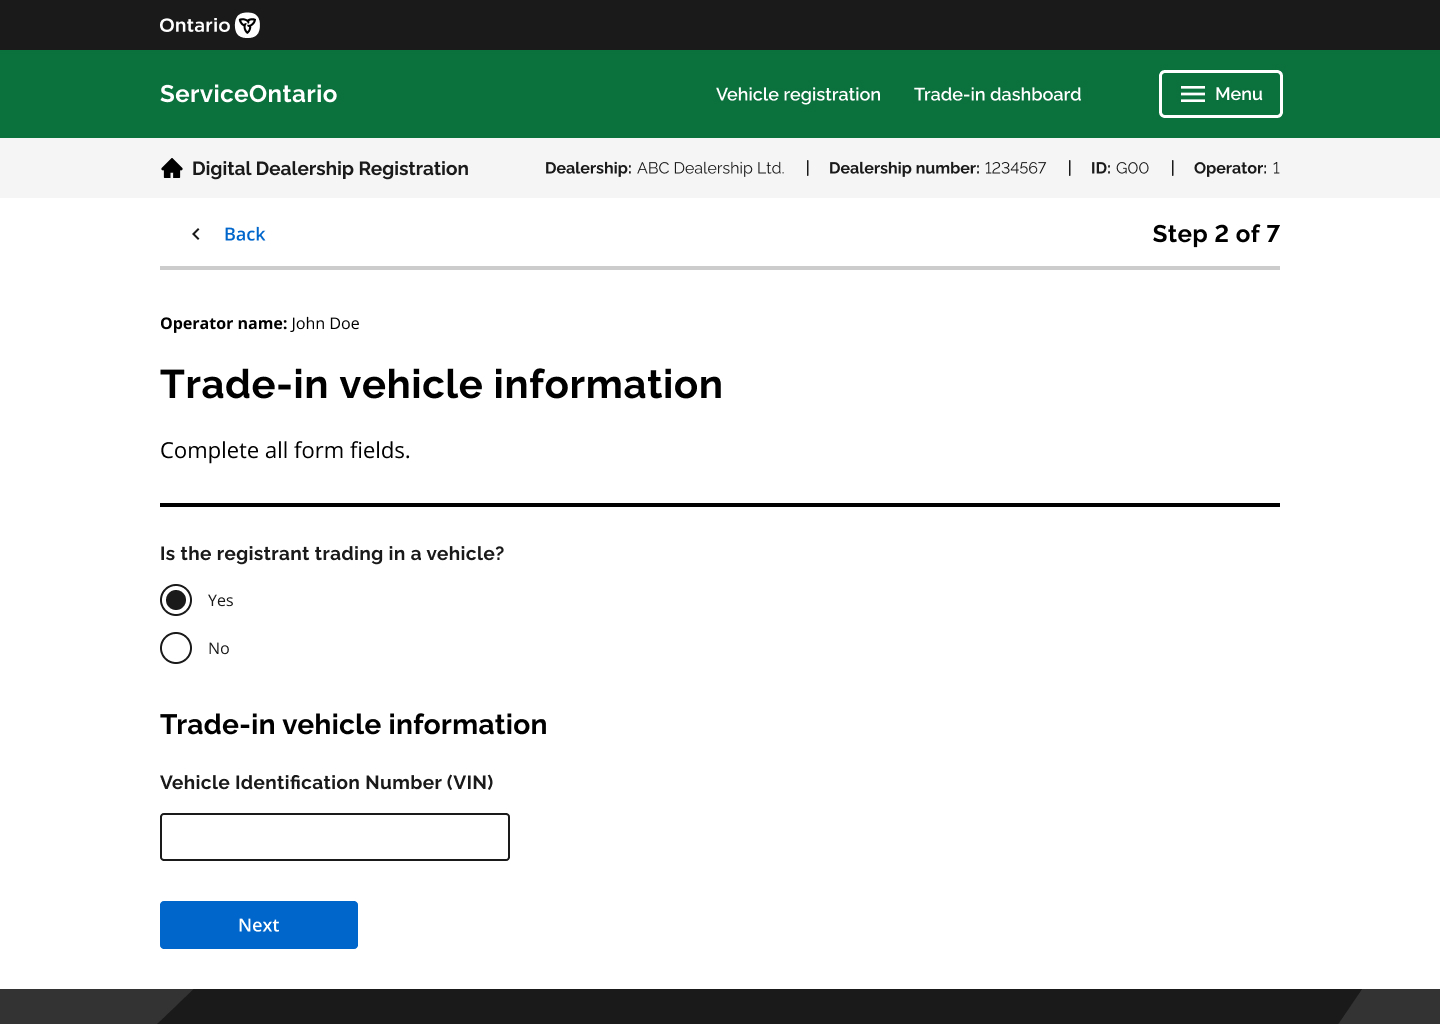 Ontario
ServiceOntario
Vehicle registration
Trade-in dashboard
Menu
Digital Dealership Registration
Dealership: ABC Dealership Ltd. | Dealership number: 1234567 | ID: G00 | Operator: 1
Back
Step 2 of 7
Operator name: John Doe
Trade-in vehicle information
Complete all form fields.
Is the registrant trading in a vehicle?
Yes
No
Trade-in vehicle information
Vehicle Identification Number (VIN)
Next